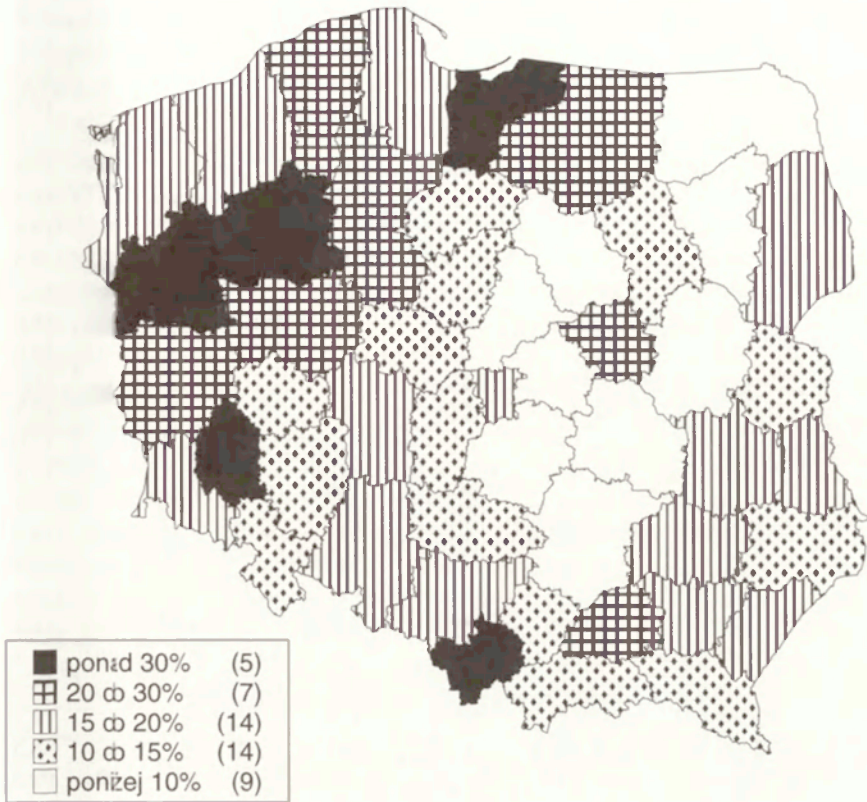 ponad 30% (5)
20 do 30% (7)
15 do 20% (14)
10 do 15% (14)
poniżej 10% (9)